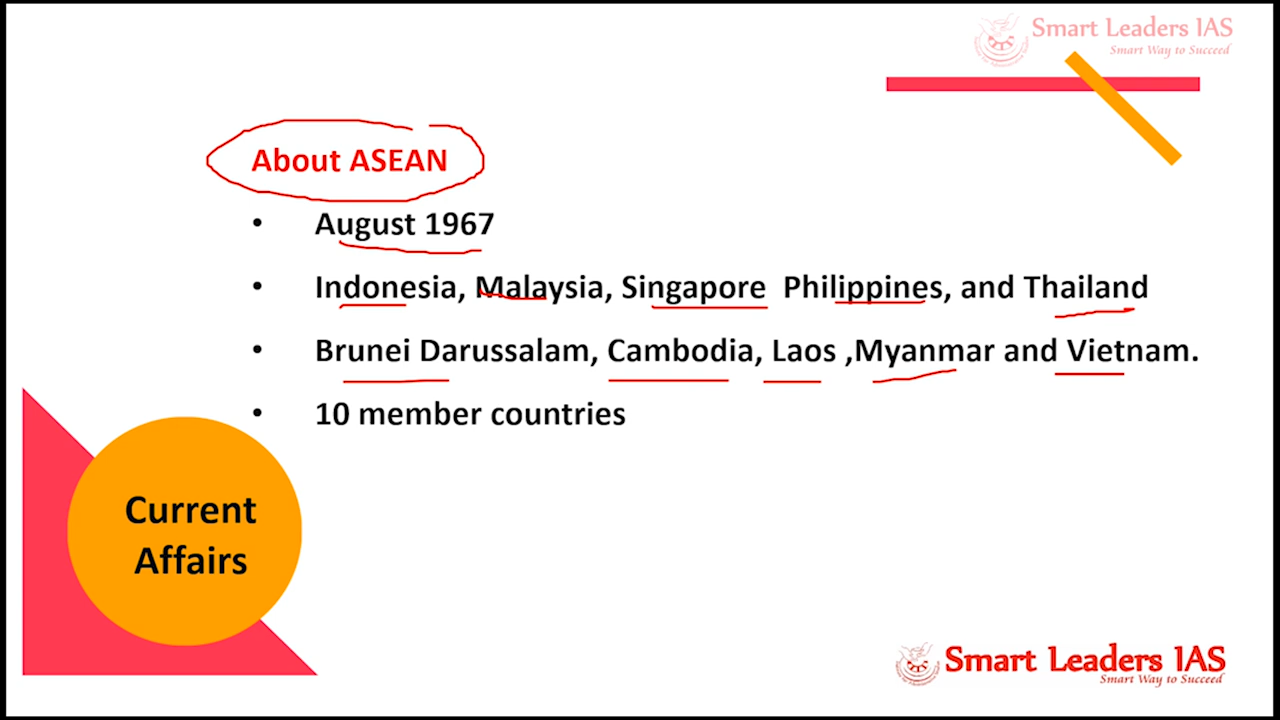 Smart Leaders IAS
Smart Way to Succeed
About ASEAN
• August 1967
• Indonesia, Malaysia, Singapore Philippines, and Thailand
• Brunei Darussalam, Cambodia, Laos ,Myanmar and Vietnam.
• 10 member countries
Current
Affairs
Smart Leaders IAS
Smart Way to Succeed